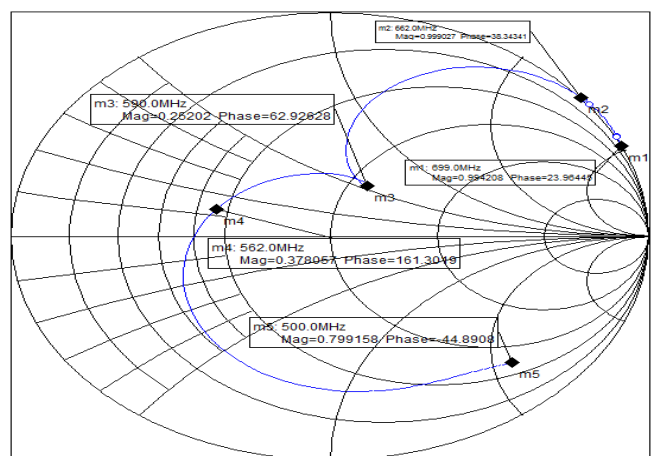 m2: 662.0MHz
Mag=0.999027 Phase=38.34341
m2
m3: 590.0MHz
Mag=0.25202 Phase=62.92628
m1
m1: 699.0MHz
Mag=0.994208 Phase=23.96445
m3
m4
m4: 562.0MHz
Mag=0.378057 Phase=161.3049
m5: 500.0MHz
Mag=0.799158 Phase=-44.8908
m5